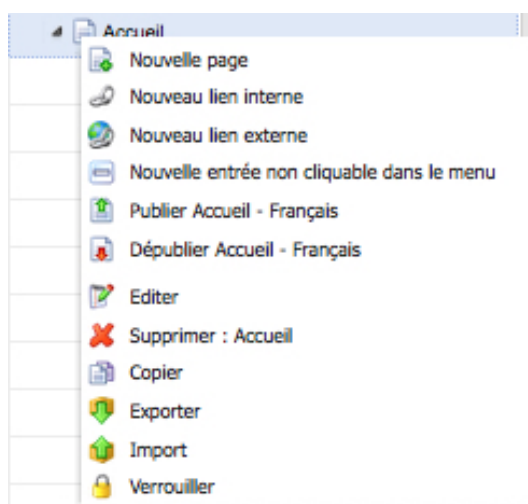 Accueil
Nouvelle page
Nouveau lien interne
Nouveau lien externe
Nouvelle entrée non cliquable dans le menu
Publier Accueil - Français
Dépublier Accueil - Français
Editer
Supprimer : Accueil
Copier
Exporter
Import
Verrouiller